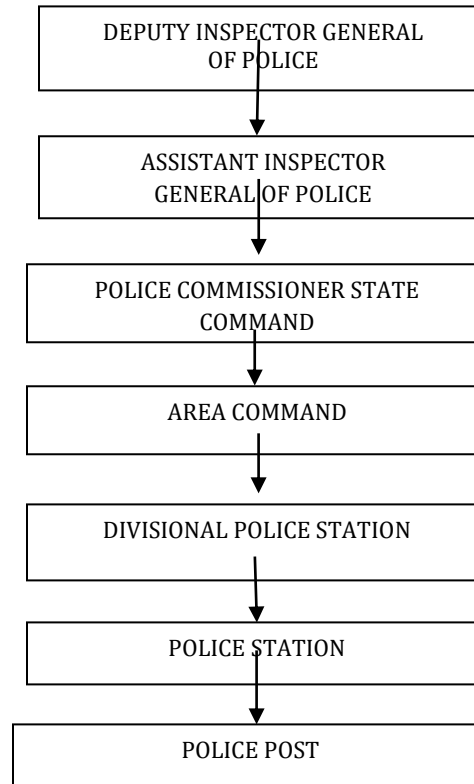 DEPUTY INSPECTOR GENERAL
OF POLICE
ASSISTANT INSPECTOR
GENERAL OF POLICE
POLICE COMMISSIONER STATE
COMMAND
AREA COMMAND
DIVISIONAL POLICE STATION
POLICE STATION
POLICE POST